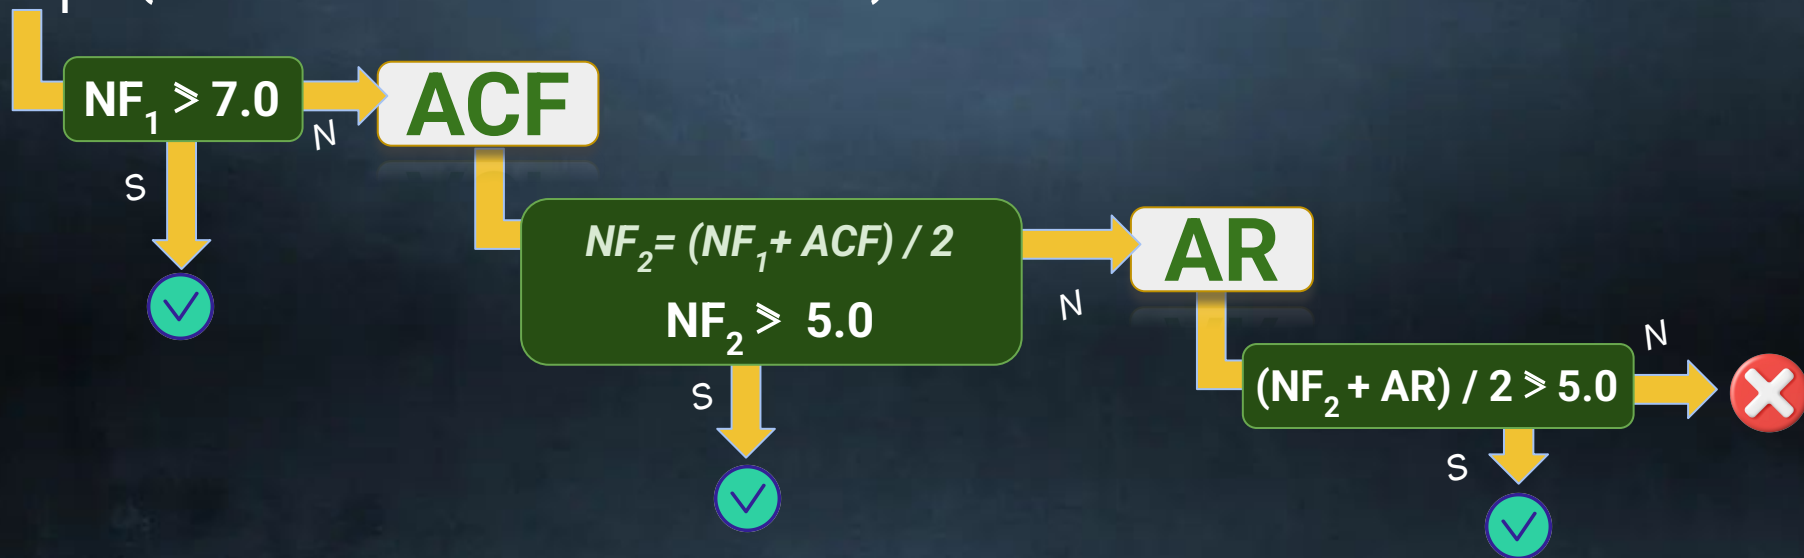 NF1 ⩾ 7.0
N
ACF
S
NF2= (NF1+ ACF) / 2
NF2 ⩾ 5.0
N
AR
S
(NF2 + AR) / 2 ⩾ 5.0
N
S